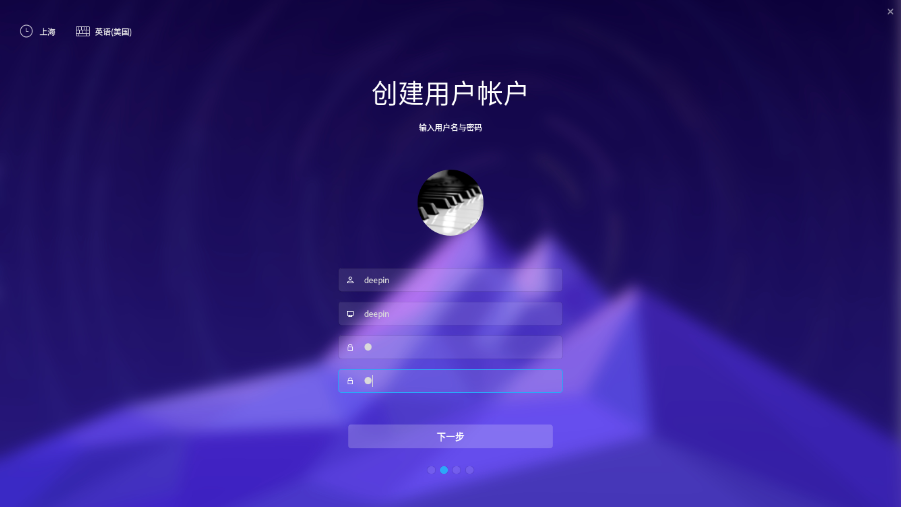 上海
英语(美国)
创建用户帐户
输入用户名与密码
deepin
deepin
下一步